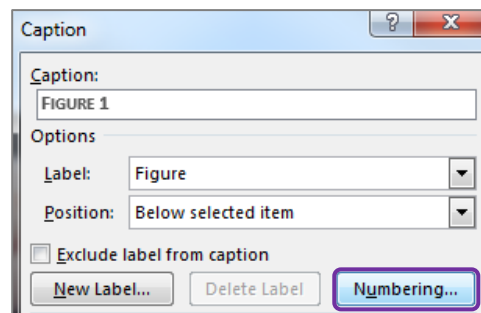 Caption
?
X
Caption:
FIGURE 1
Options
Label: Figure
Position: Below selected item
Exclude label from caption
New Label... Delete Label Numbering...